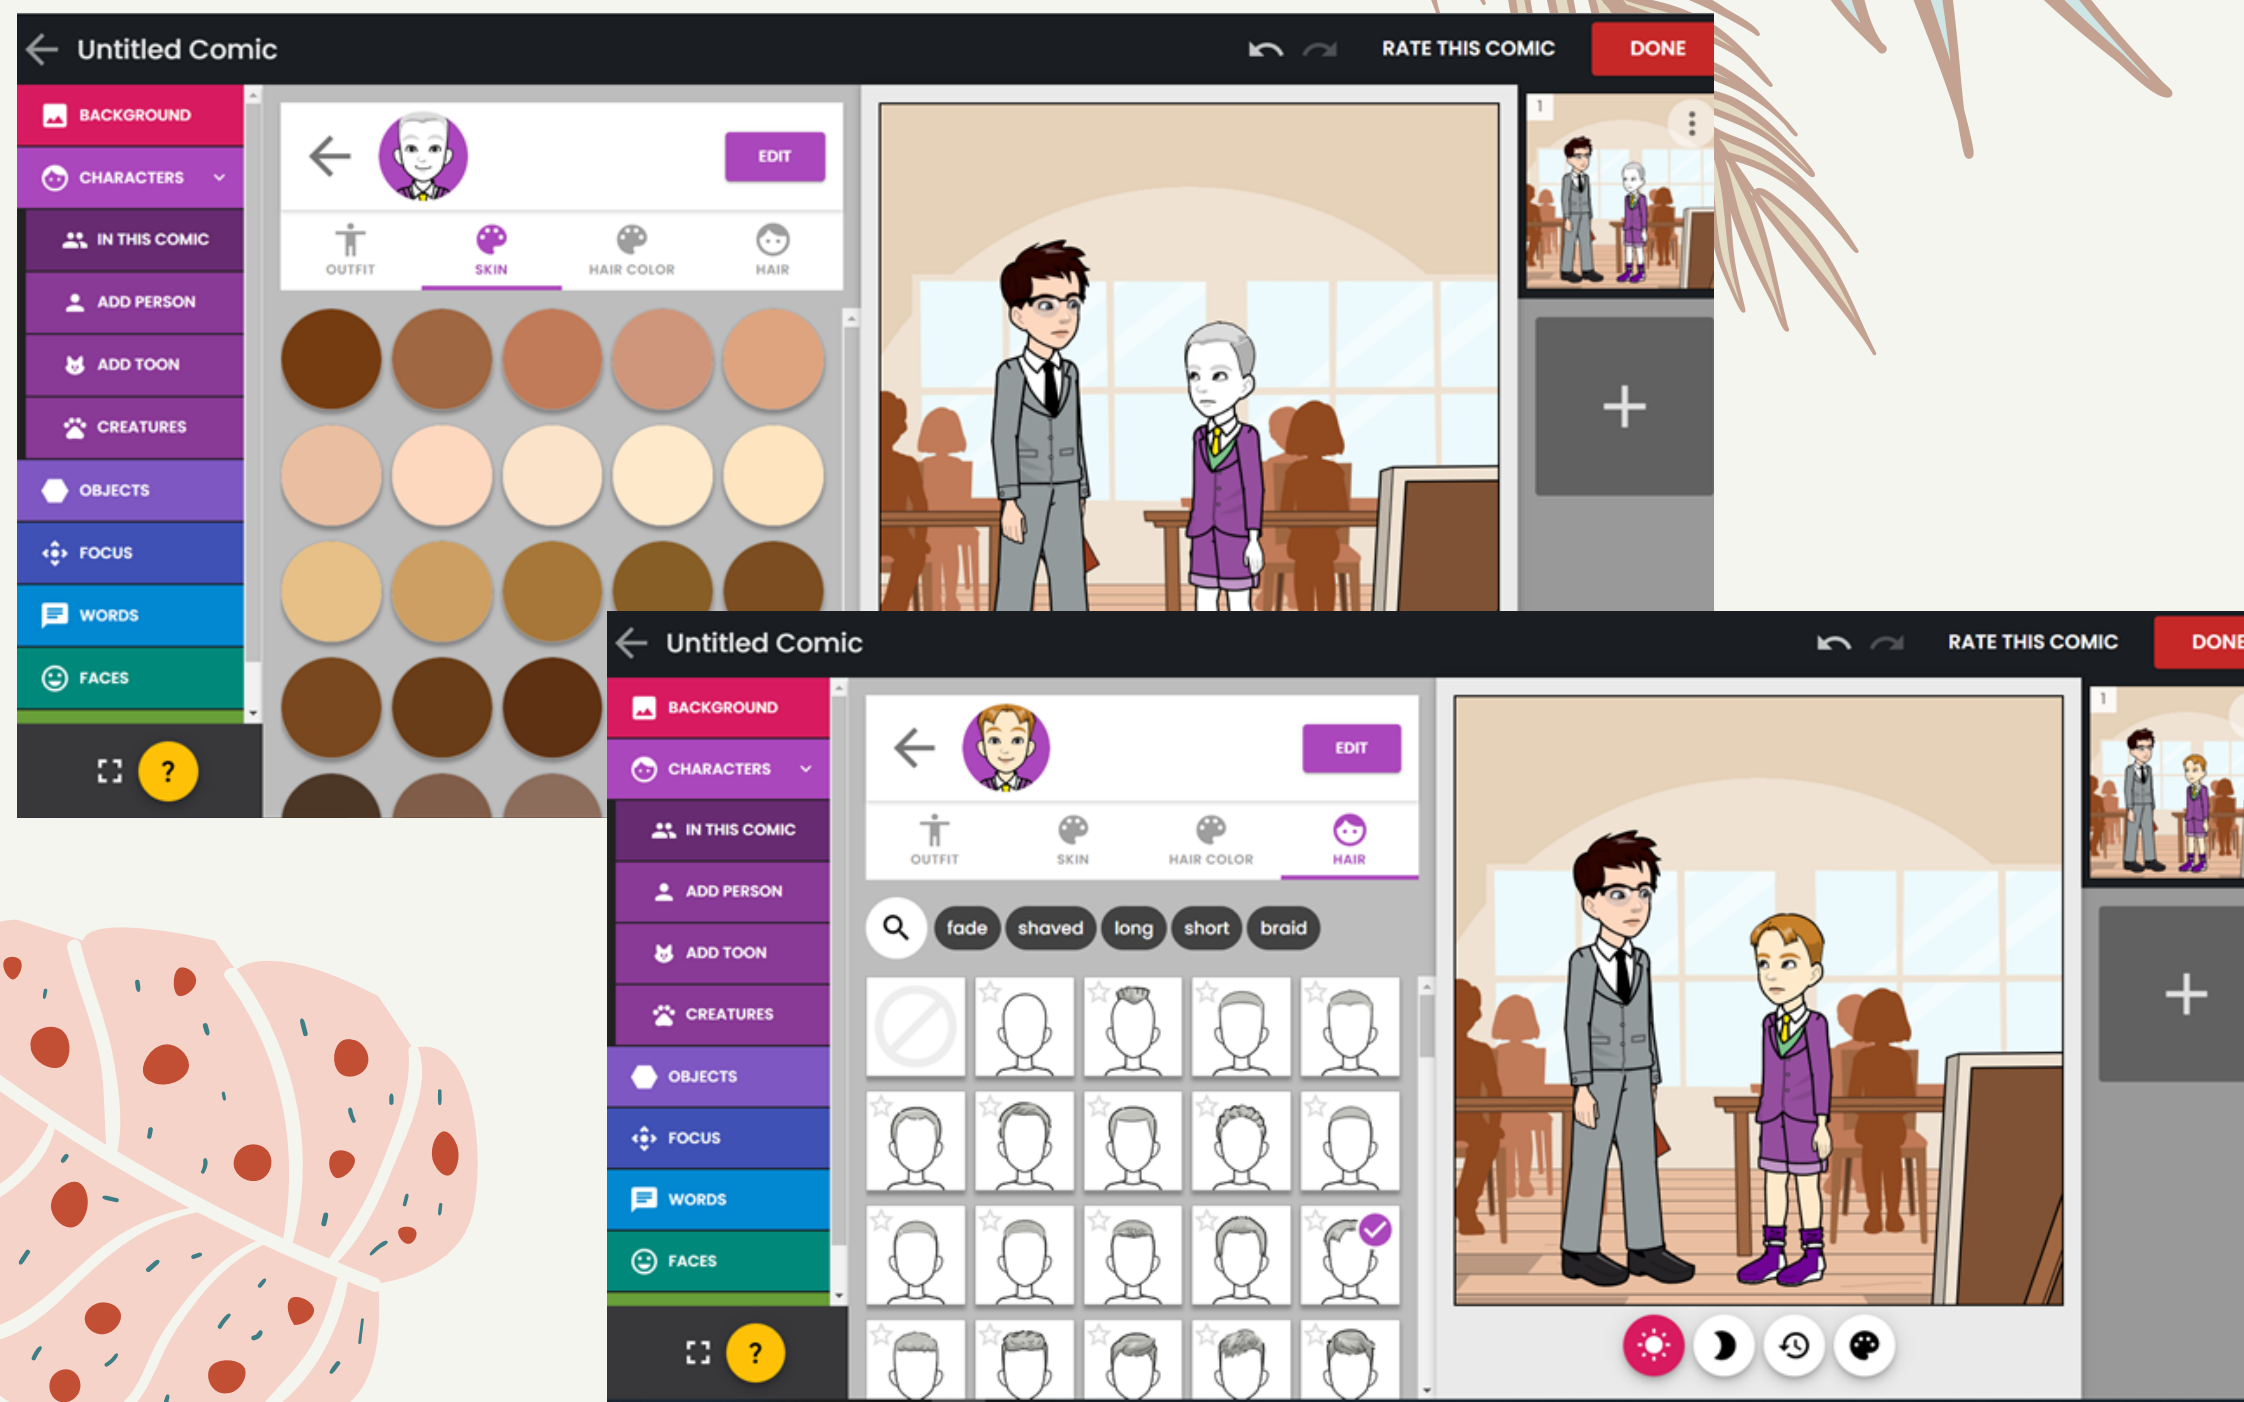 Untitled Comic
RATE THIS COMIC
DONE
BACKGROUND
CHARACTERS
IN THIS COMIC
ADD PERSON
ADD TOON
CREATURES
OBJECTS
FOCUS
WORDS
FACES
?
EDIT
OUTFIT
SKIN
HAIR COLOR
HAIR
1
Untitled Comic
RATE THIS COMIC
DONE
BACKGROUND
CHARACTERS
IN THIS COMIC
ADD PERSON
ADD TOON
CREATURES
OBJECTS
FOCUS
WORDS
FACES
?
EDIT
OUTFIT
SKIN
HAIR COLOR
HAIR
fade
shaved
long
short
braid
1